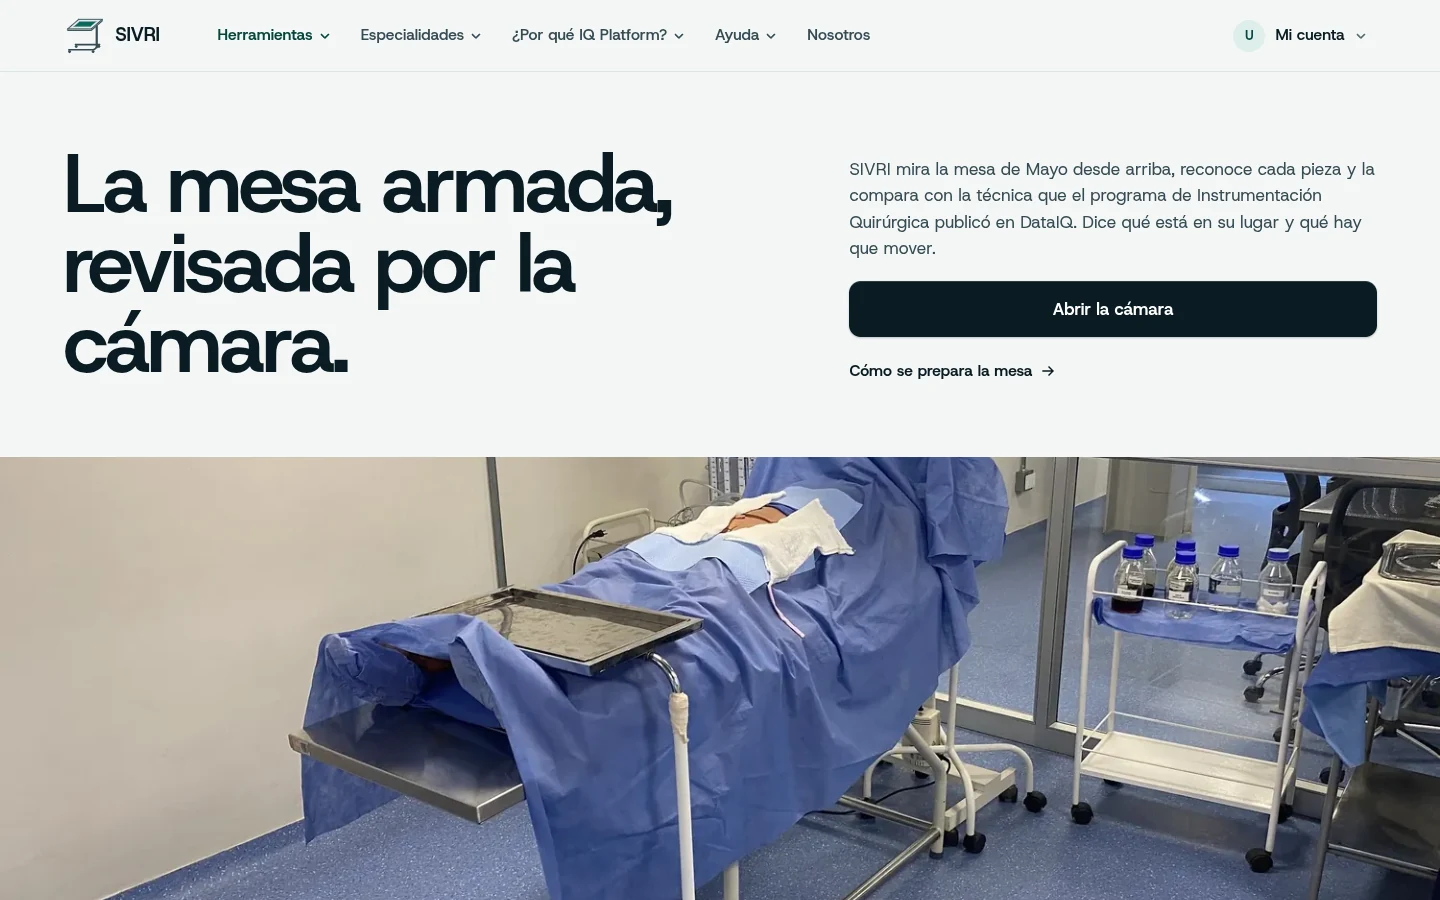 SIVRI
Herramientas
Especialidades
¿Por qué IQ Platform?
Ayuda
Nosotros
U
Mi cuenta
La mesa armada,
revisada por la
cámara.
SIVRI mira la mesa de Mayo desde arriba, reconoce cada pieza y la
compara con la técnica que el programa de Instrumentación
Quirúrgica publicó en DataIQ. Dice qué está en su lugar y qué hay
que mover.
Abrir la cámara
Cómo se prepara la mesa →